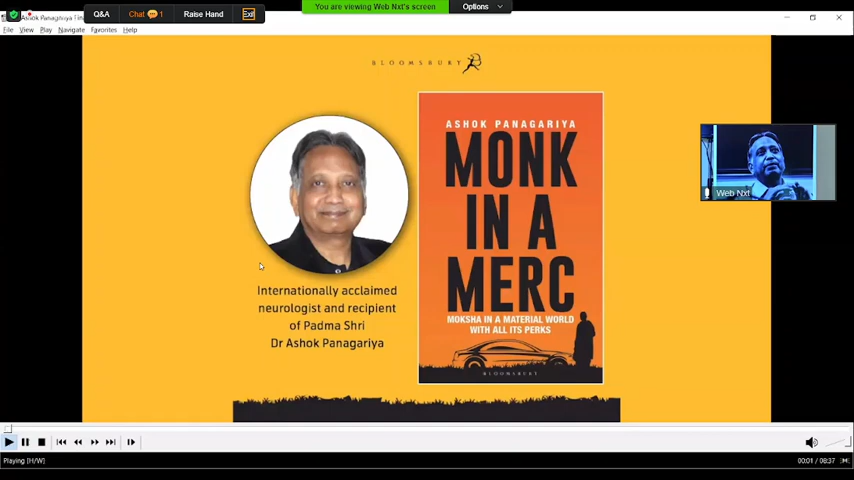 Q&A
Chat
1
Raise Hand
Exit
You are viewing Web Nxt's screen
Options
File View Play Navigate Favorites Help
BLOOMSBURY
ASHOK PANAGARIYA
MONK
IN A
MERC
MOKSHA IN A MATERIAL WORLD
WITH ALL ITS PERKS
BLOOMSBURY
Internationally acclaimed
neurologist and recipient
of Padma Shri
Dr Ashok Panagariya
Web Nxt
Playing [H/W]
00:01 / 08:37